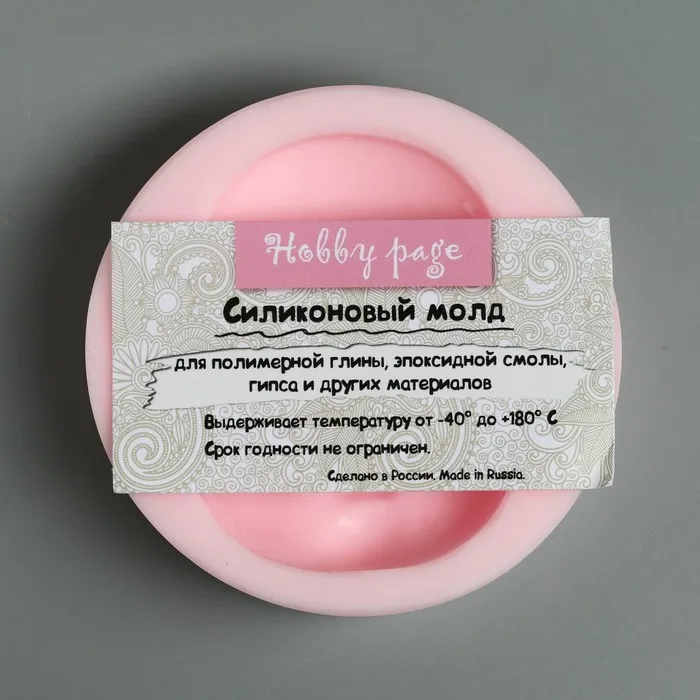 Hobby page
Силиконовый молд
для полимерной глины, эпоксидной смолы,
гипса и других материалов
Выдерживает температуру от -40° до +180° С
Срок годности не ограничен.
Сделано в России. Made in Russia.